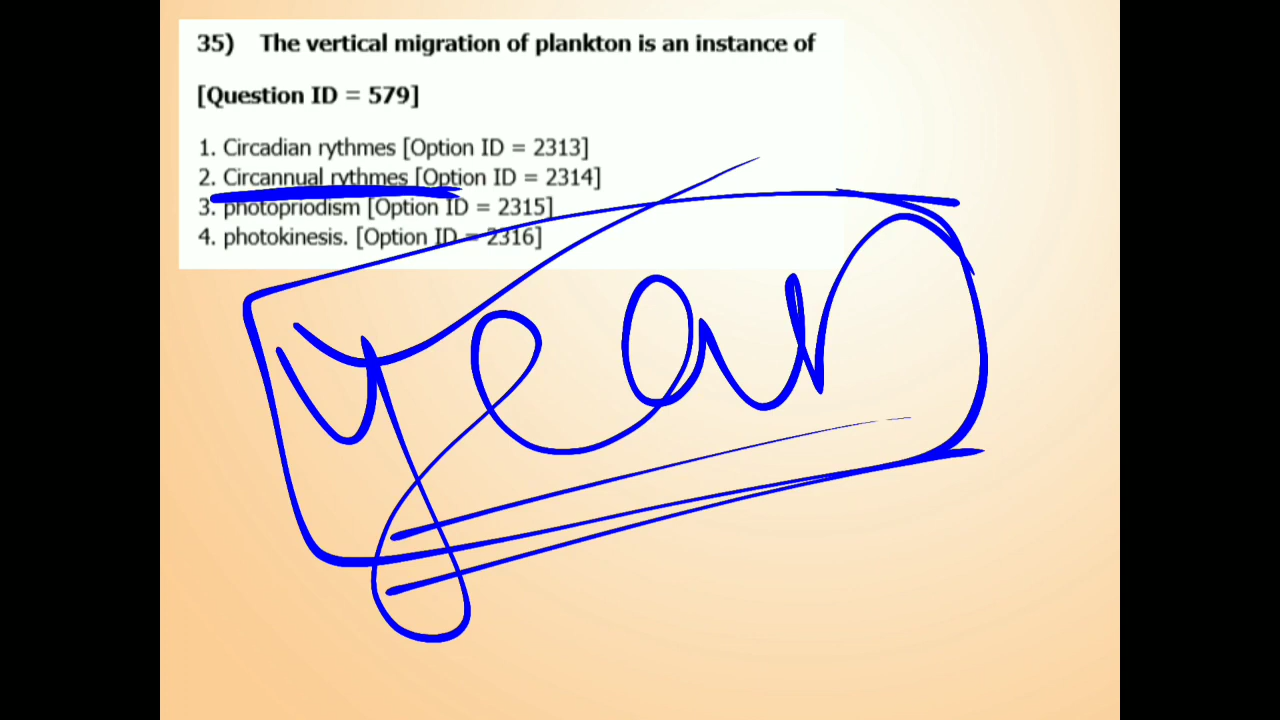 35) The vertical migration of plankton is an instance of
[Question ID = 579]
1. Circadian rythmes [Option ID = 2313]
2. Circannual rythmes [Option ID = 2314]
3. photopriodism [Option ID = 2315]
4. photokinesis. [Option ID = 2316]
year